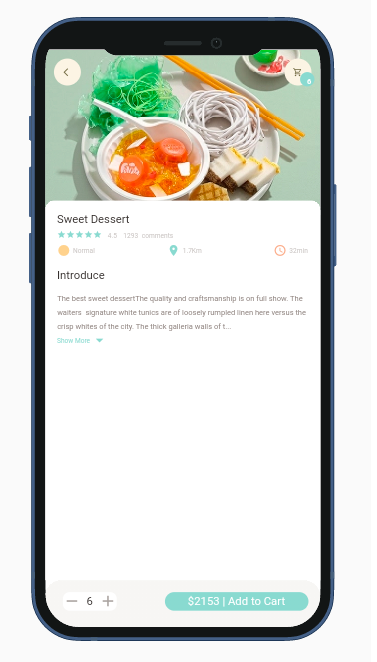 Sweet Dessert
4.5 1293 comments
Normal 1.7Km 32min
Introduce
The best sweet dessertThe quality and craftsmanship is on full show. The
waiters signature white tunics are of loosely rumpled linen here versus the
crisp whites of the city. The thick galleria walls of t...
Show More
6 $2153 | Add to Cart